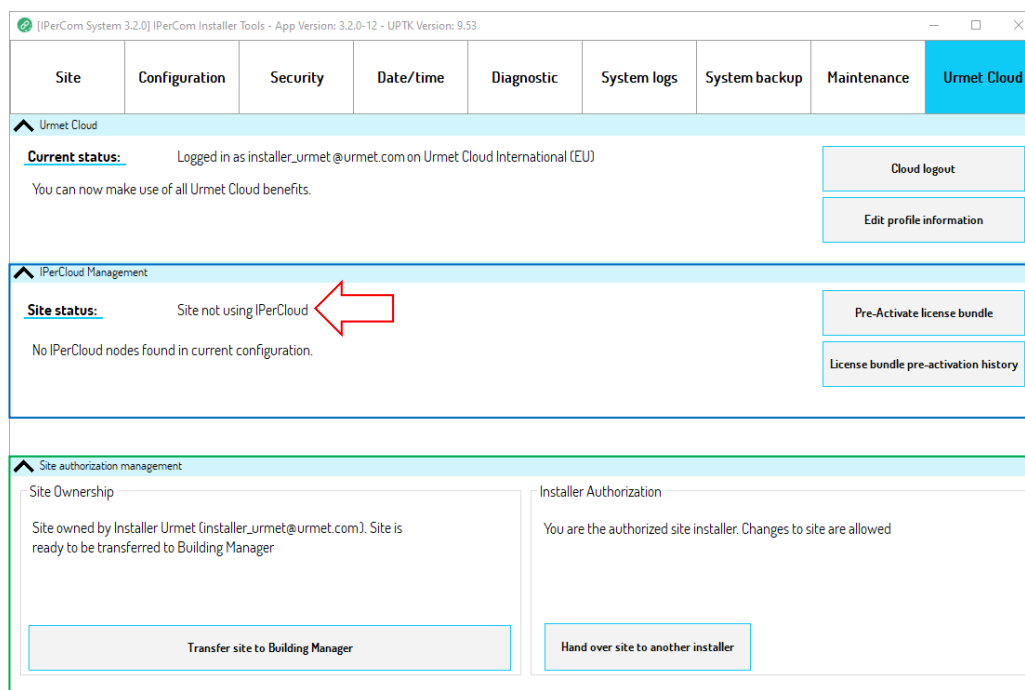 [IPerCom System 3.2.0] IPerCom Installer Tools - App Version: 3.2.0-12 - UPTK Version: 9.53
Site
Configuration
Security
Date/time
Diagnostic
System logs
System backup
Maintenance
Urmet Cloud
Urmet Cloud
Current status: Logged in as installer_urmet@urmet.com on Urmet Cloud International (EU)
You can now make use of all Urmet Cloud benefits.
Cloud logout
Edit profile information
IPerCloud Management
Site status: Site not using IPerCloud
No IPerCloud nodes found in current configuration.
Pre-Activate license bundle
License bundle pre-activation history
Site authorization management
Site Ownership
Site owned by Installer Urmet (installer_urmet@urmet.com). Site is
ready to be transferred to Building Manager
Transfer site to Building Manager
Installer Authorization
You are the authorized site installer. Changes to site are allowed
Hand over site to another installer